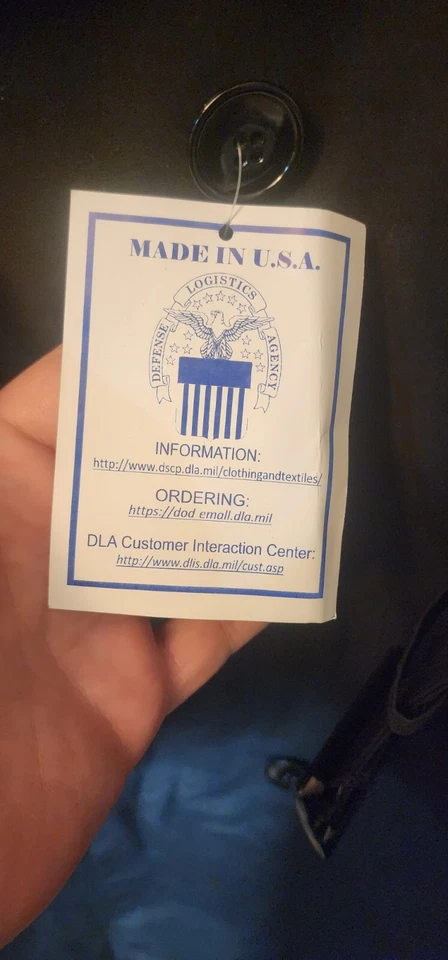 MADE IN U.S.A.
DEFENSE LOGISTICS AGENCY
INFORMATION:
http://www.dscp.dla.mil/clothingandtextiles/
ORDERING:
https://dod emall.dla.mil
DLA Customer Interaction Center:
http://www.dlis.dla.mil/cust.asp